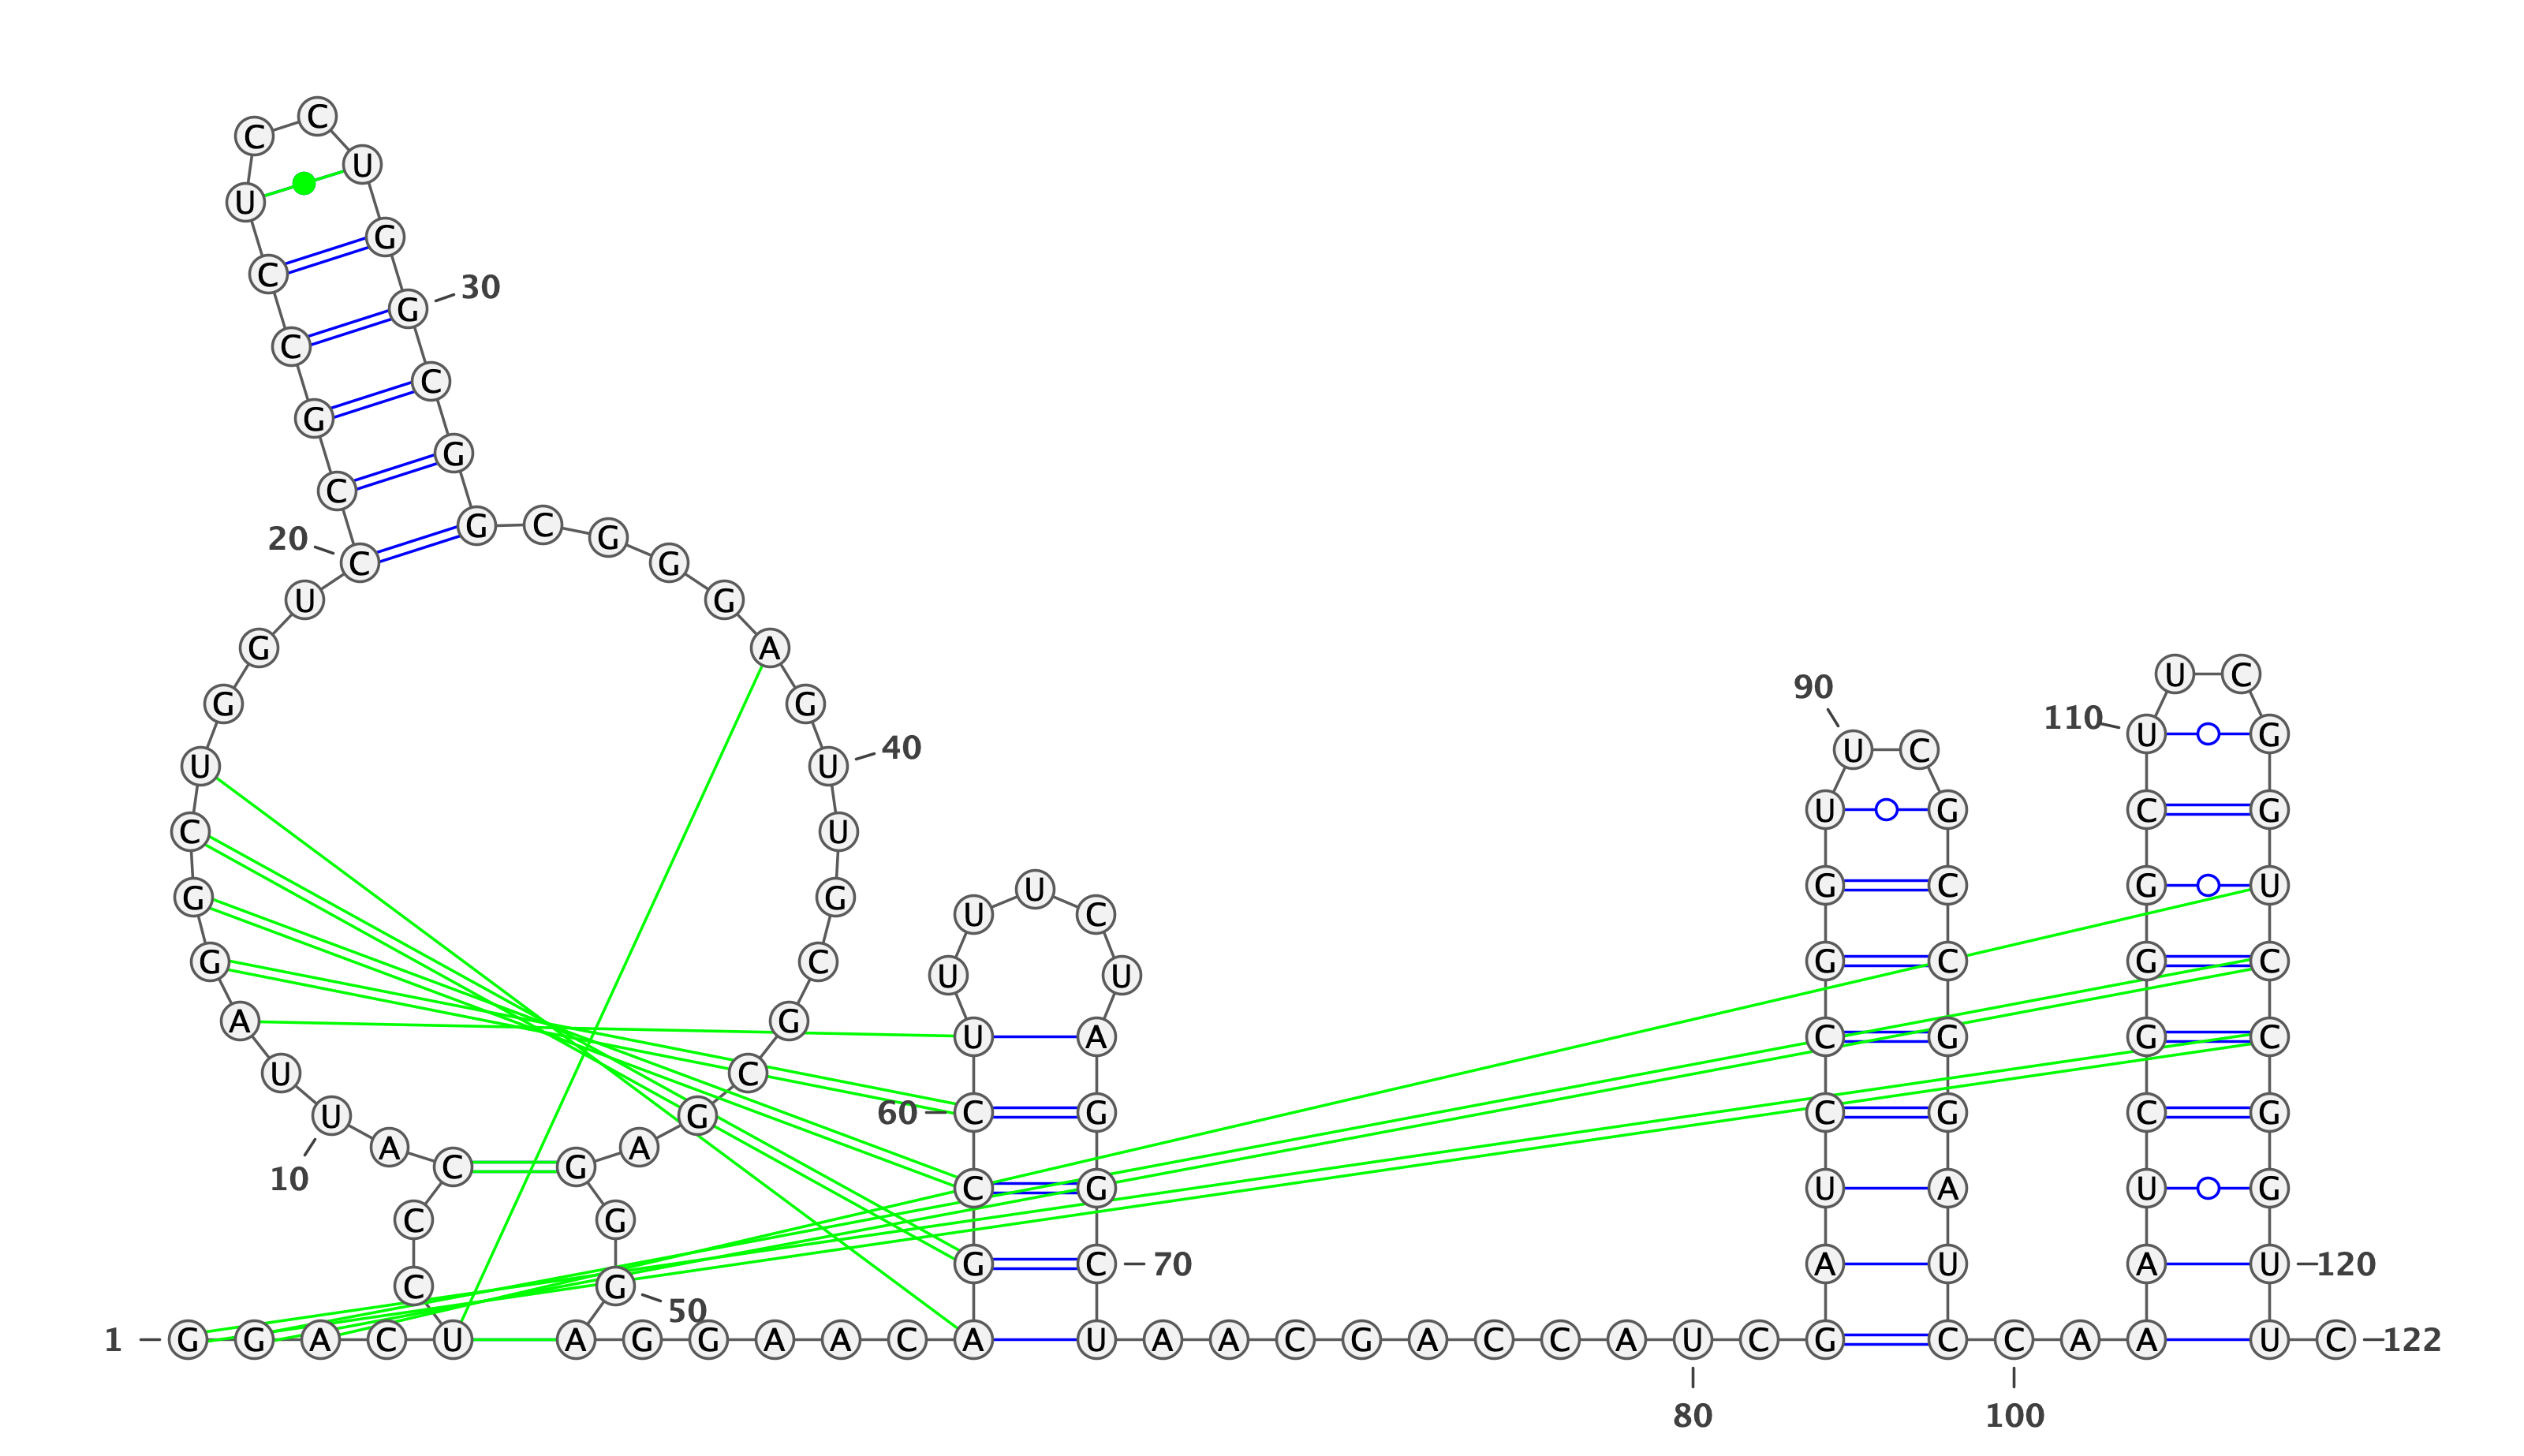 C C
U
U
G
C
30
G
C
C
G
G
C
G C G
20
C G
U G
G A
U C
90
G G
110
U G
40
U C
U U
U G C G
C U
G C G U
U
G G
U C
G C G C G C
U U
A G
U A C G G C
U C
60 C G C G C G
U G
A A
C G
10
C G U A U G
C G
G C 70 A U A U 120
C G
50
1 G G A C U A G G A A C A U A A C G A C C A U C G C C A A U C 122
80 100